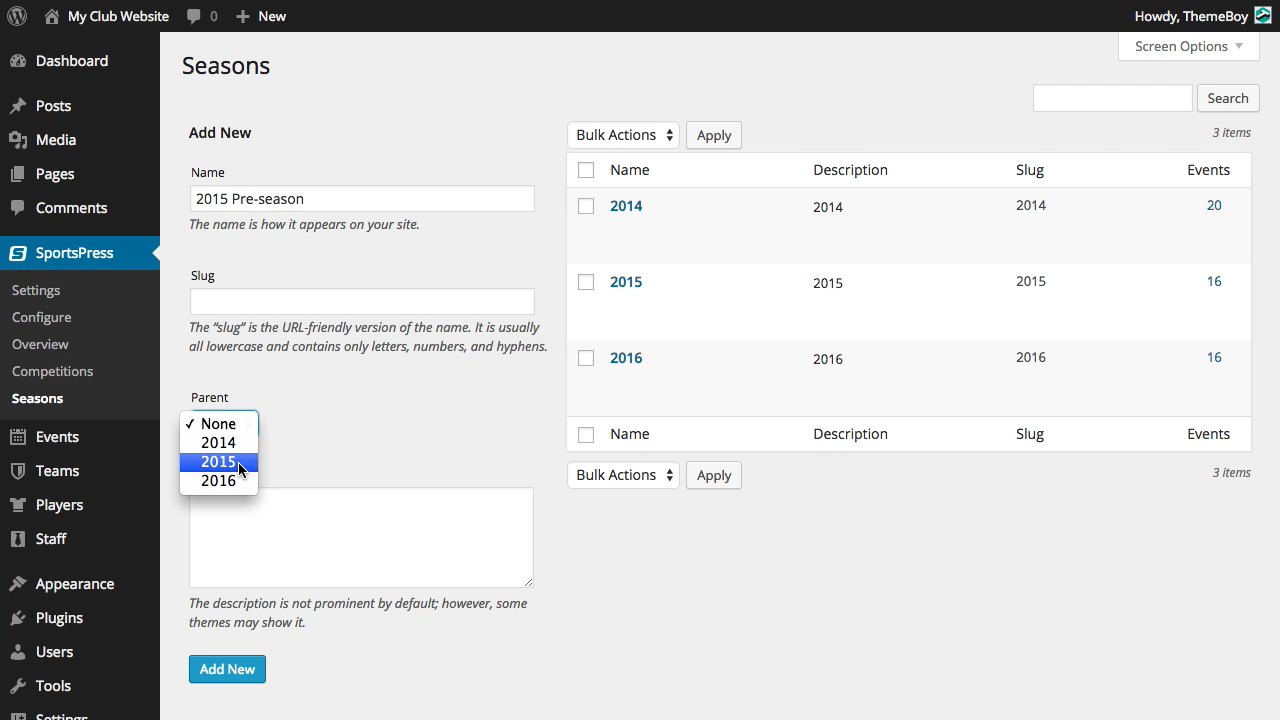 My Club Website
0
New
Howdy, ThemeBoy
Screen Options
Dashboard
Posts
Media
Pages
Comments
SportsPress
Settings
Configure
Overview
Competitions
Seasons
Events
Teams
Players
Staff
Appearance
Plugins
Users
Tools
Settings
Seasons
Search
Add New
Name
2015 Pre-season
The name is how it appears on your site.
Slug
The “slug” is the URL-friendly version of the name. It is usually
all lowercase and contains only letters, numbers, and hyphens.
Parent
✓ None
2014
2015
2016
The description is not prominent by default; however, some
themes may show it.
Add New
Bulk Actions
Apply
3 items
Name Description Slug Events
2014 2014 2014 20
2015 2015 2015 16
2016 2016 2016 16
Name Description Slug Events
Bulk Actions
Apply
3 items